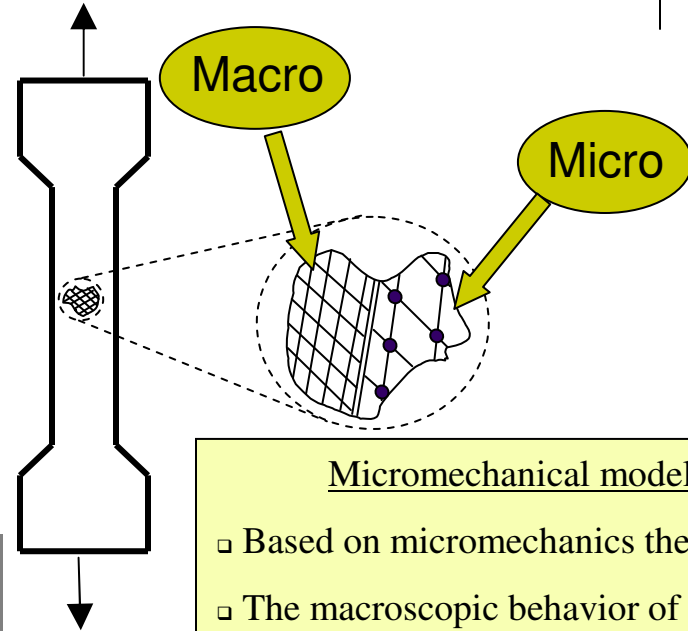 Macro
Micro
Micromechanical model
▫ Based on micromechanics the
▫ The macroscopic behavior of